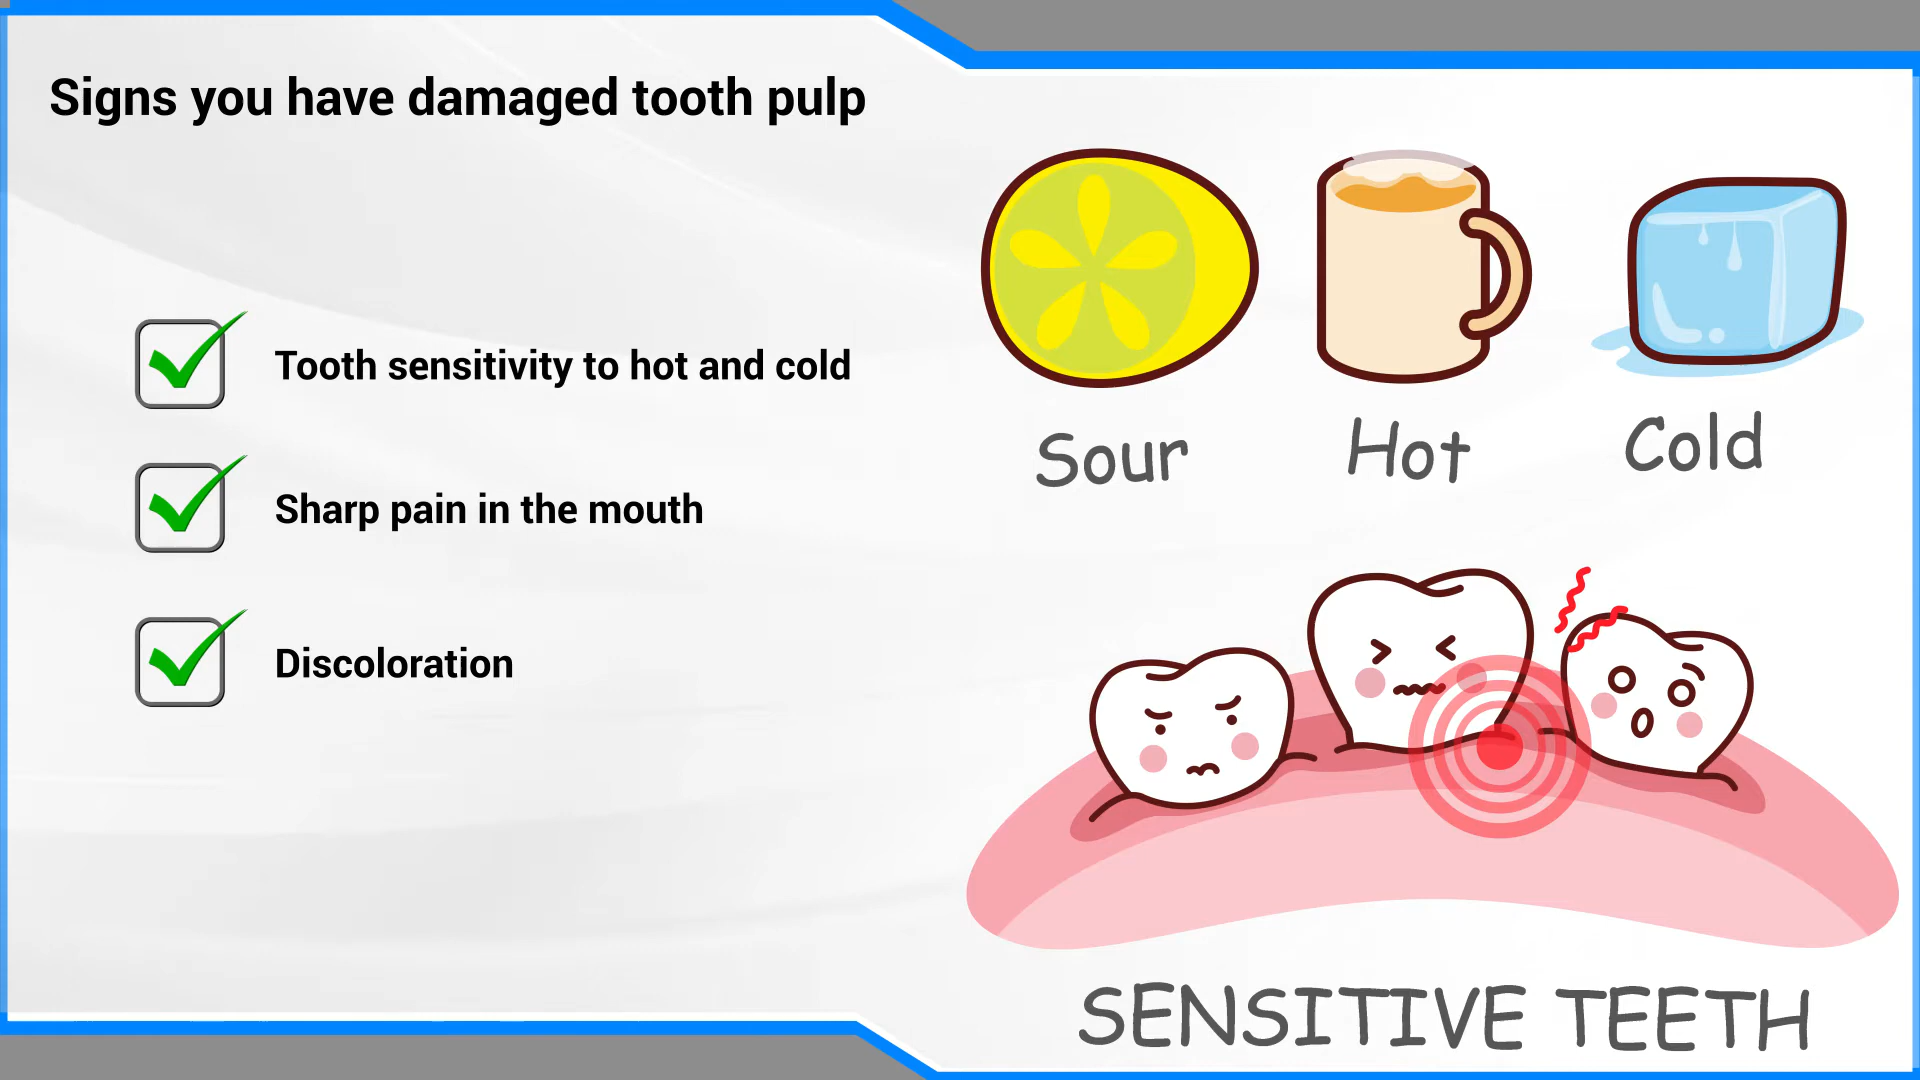 Signs you have damaged tooth pulp
Tooth sensitivity to hot and cold
Sharp pain in the mouth
Discoloration
Sour
Hot
Cold
SENSITIVE TEETH